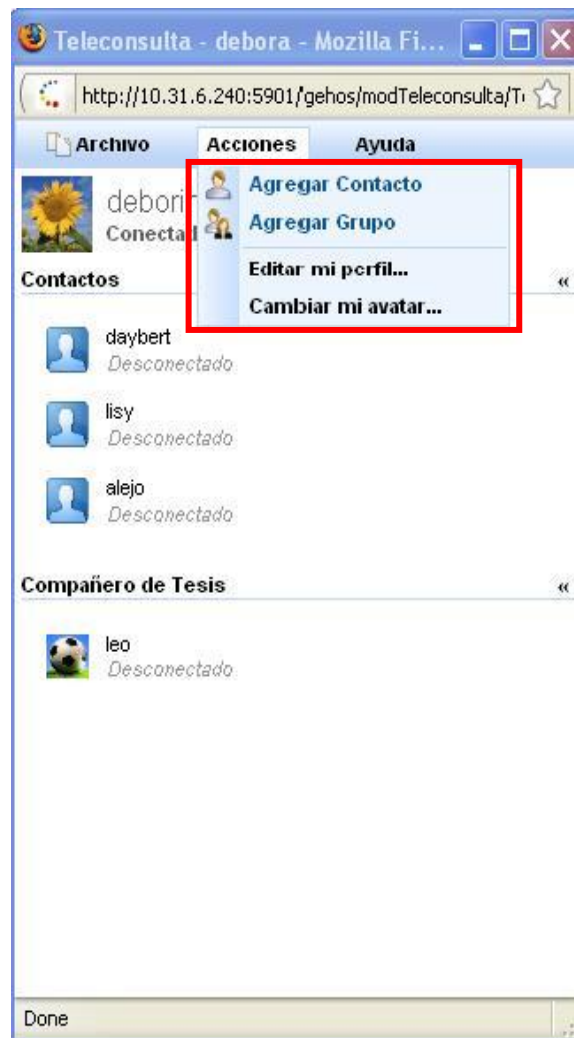 Teleconsulta - debora - Mozilla Fi...
http://10.31.6.240:5901/gehos/modTeleconsulta/T
Archivo Acciones Ayuda
Agregar Contacto
Agregar Grupo
Editar mi perfil...
Cambiar mi avatar...
debori
Conectad
Contactos «
daybert
Desconectado
lisy
Desconectado
alejo
Desconectado
Compañero de Tesis «
leo
Desconectado
Done